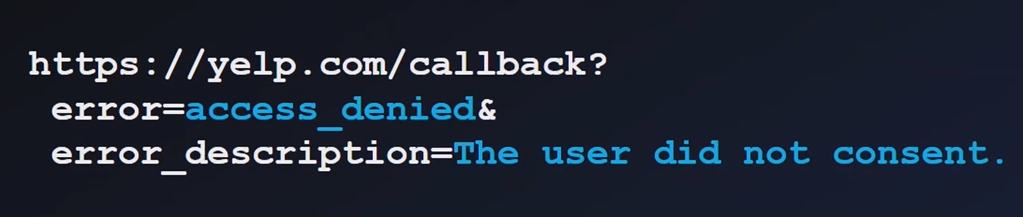 https://yelp.com/callback?
error=access_denied&
error_description=The user did not consent.